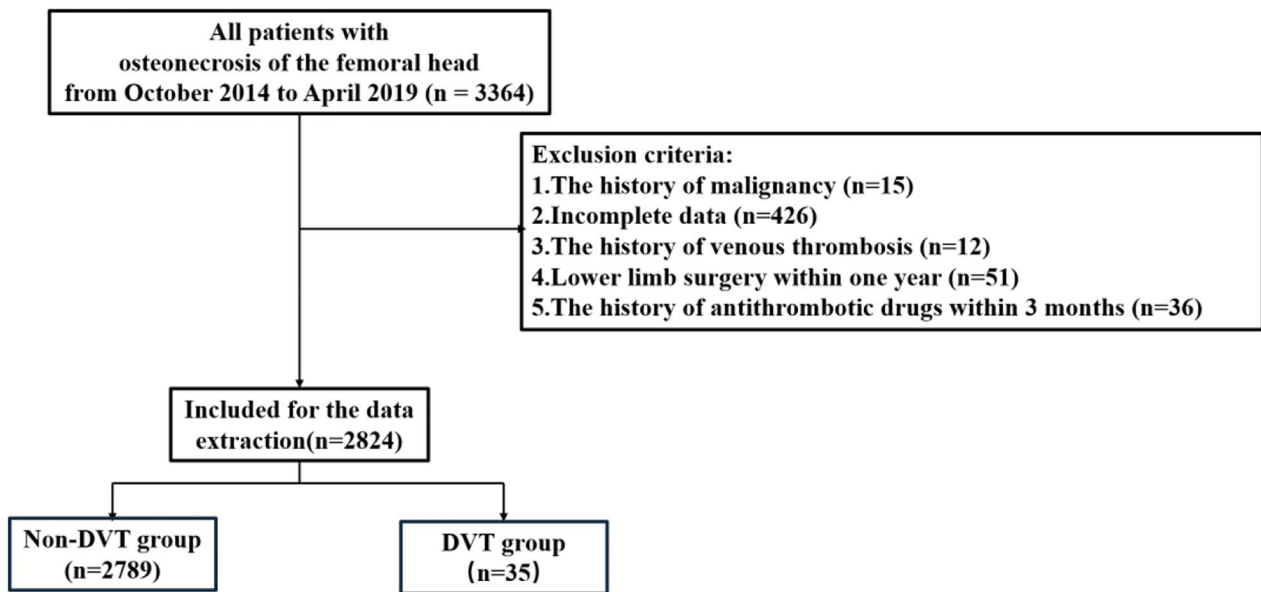 All patients with
osteonecrosis of the femoral head
from October 2014 to April 2019 (n = 3364)
Exclusion criteria:
1.The history of malignancy (n=15)
2.Incomplete data (n=426)
3.The history of venous thrombosis (n=12)
4.Lower limb surgery within one year (n=51)
5.The history of antithrombotic drugs within 3 months (n=36)
Included for the data
extraction(n=2824)
Non-DVT group
(n=2789)
DVT group
(n=35)